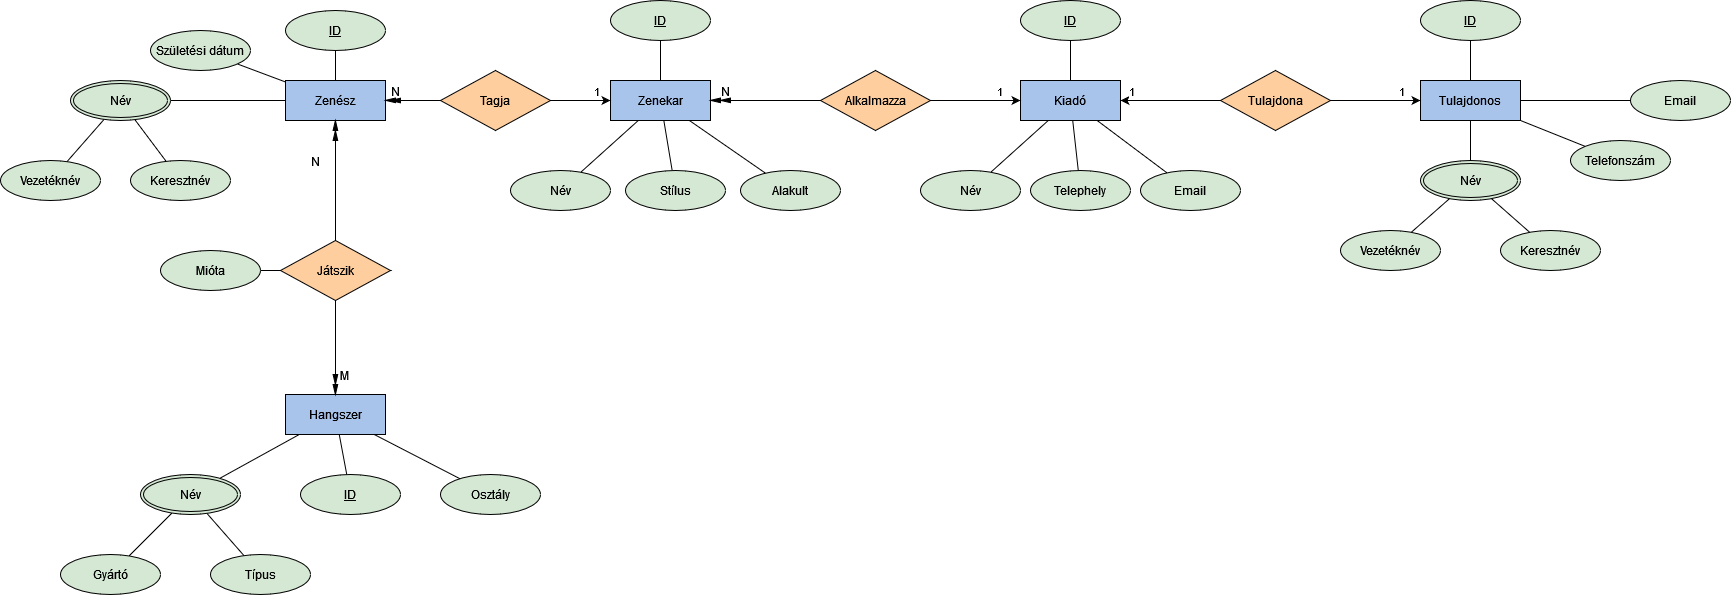 ID
ID
ID
ID
Születési dátum
Név
Zenész
N
Tagja
1
Zenekar
N
Alkalmazza
1
Kiadó
1
Tulajdona
1
Tulajdonos
Email
N
Telefonszám
Vezetéknév
Keresztnév
Név
Stílus
Alakult
Név
Telephely
Email
Név
Vezetéknév
Keresztnév
Mióta
Játszik
M
Hangszer
Név
ID
Osztály
Gyártó
Típus